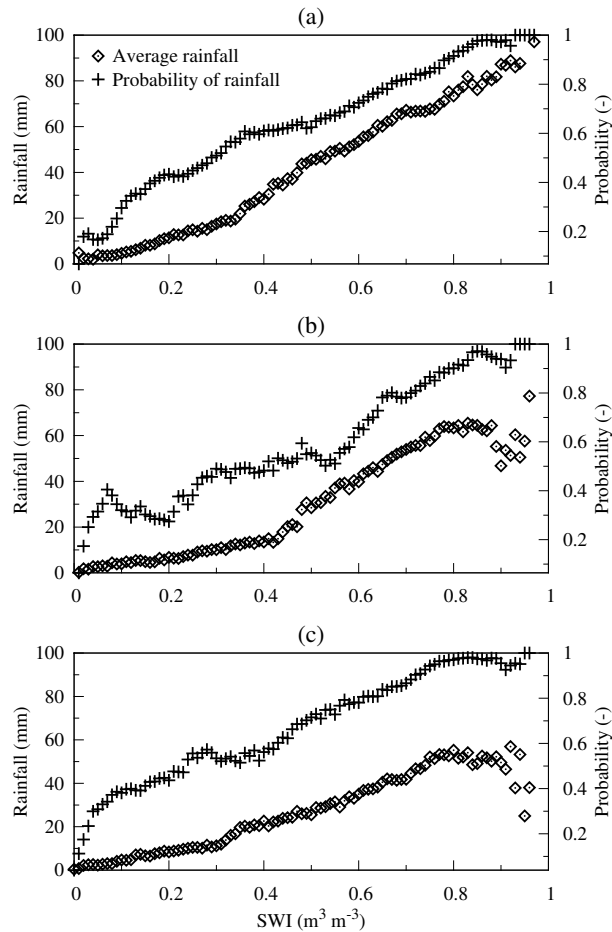 (a)
100
80
60
40
20
0
Rainfall (mm)
Average rainfall
Probability of rainfall
1
0.8
0.6
0.4
0.2
Probability (-)
0 0.2 0.4 0.6 0.8 1
(b)
100
80
60
40
20
0
Rainfall (mm)
1
0.8
0.6
0.4
0.2
Probability (-)
0 0.2 0.4 0.6 0.8 1
(c)
100
80
60
40
20
0
Rainfall (mm)
1
0.8
0.6
0.4
0.2
Probability (-)
0 0.2 0.4 0.6 0.8 1
SWI (m³ m⁻³)